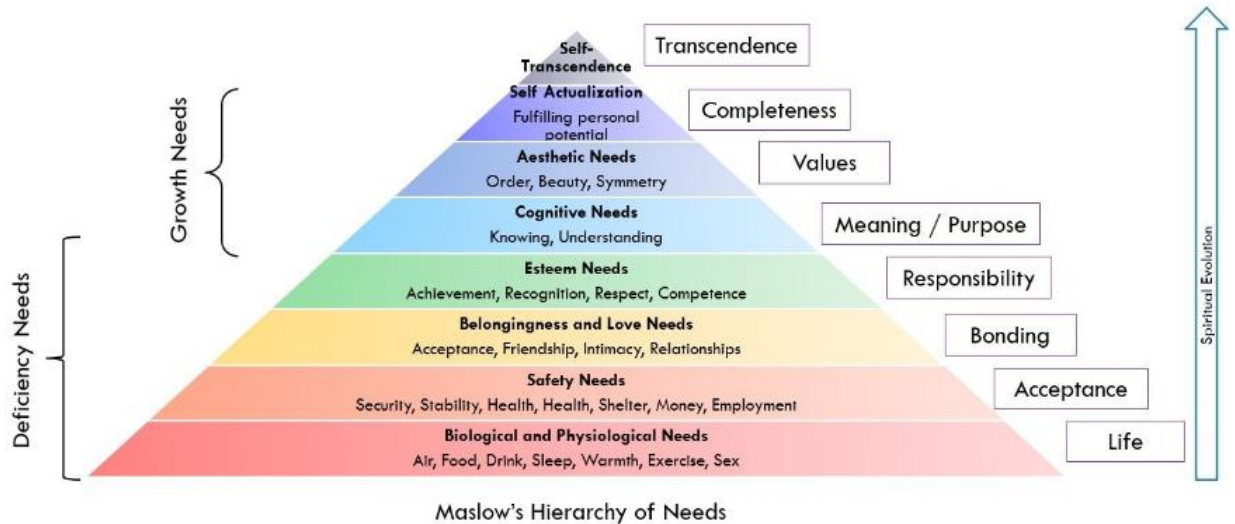 Self-
Transcendence
Transcendence
Self Actualization
Fulfilling personal
potential
Completeness
Aesthetic Needs
Order, Beauty, Symmetry
Values
Cognitive Needs
Knowing, Understanding
Meaning / Purpose
Esteem Needs
Achievement, Recognition, Respect, Competence
Responsibility
Belongingness and Love Needs
Acceptance, Friendship, Intimacy, Relationships
Bonding
Safety Needs
Security, Stability, Health, Health, Shelter, Money, Employment
Acceptance
Biological and Physiological Needs
Air, Food, Drink, Sleep, Warmth, Exercise, Sex
Life
Growth Needs
Deficiency Needs
Spiritual Evolution
Maslow's Hierarchy of Needs